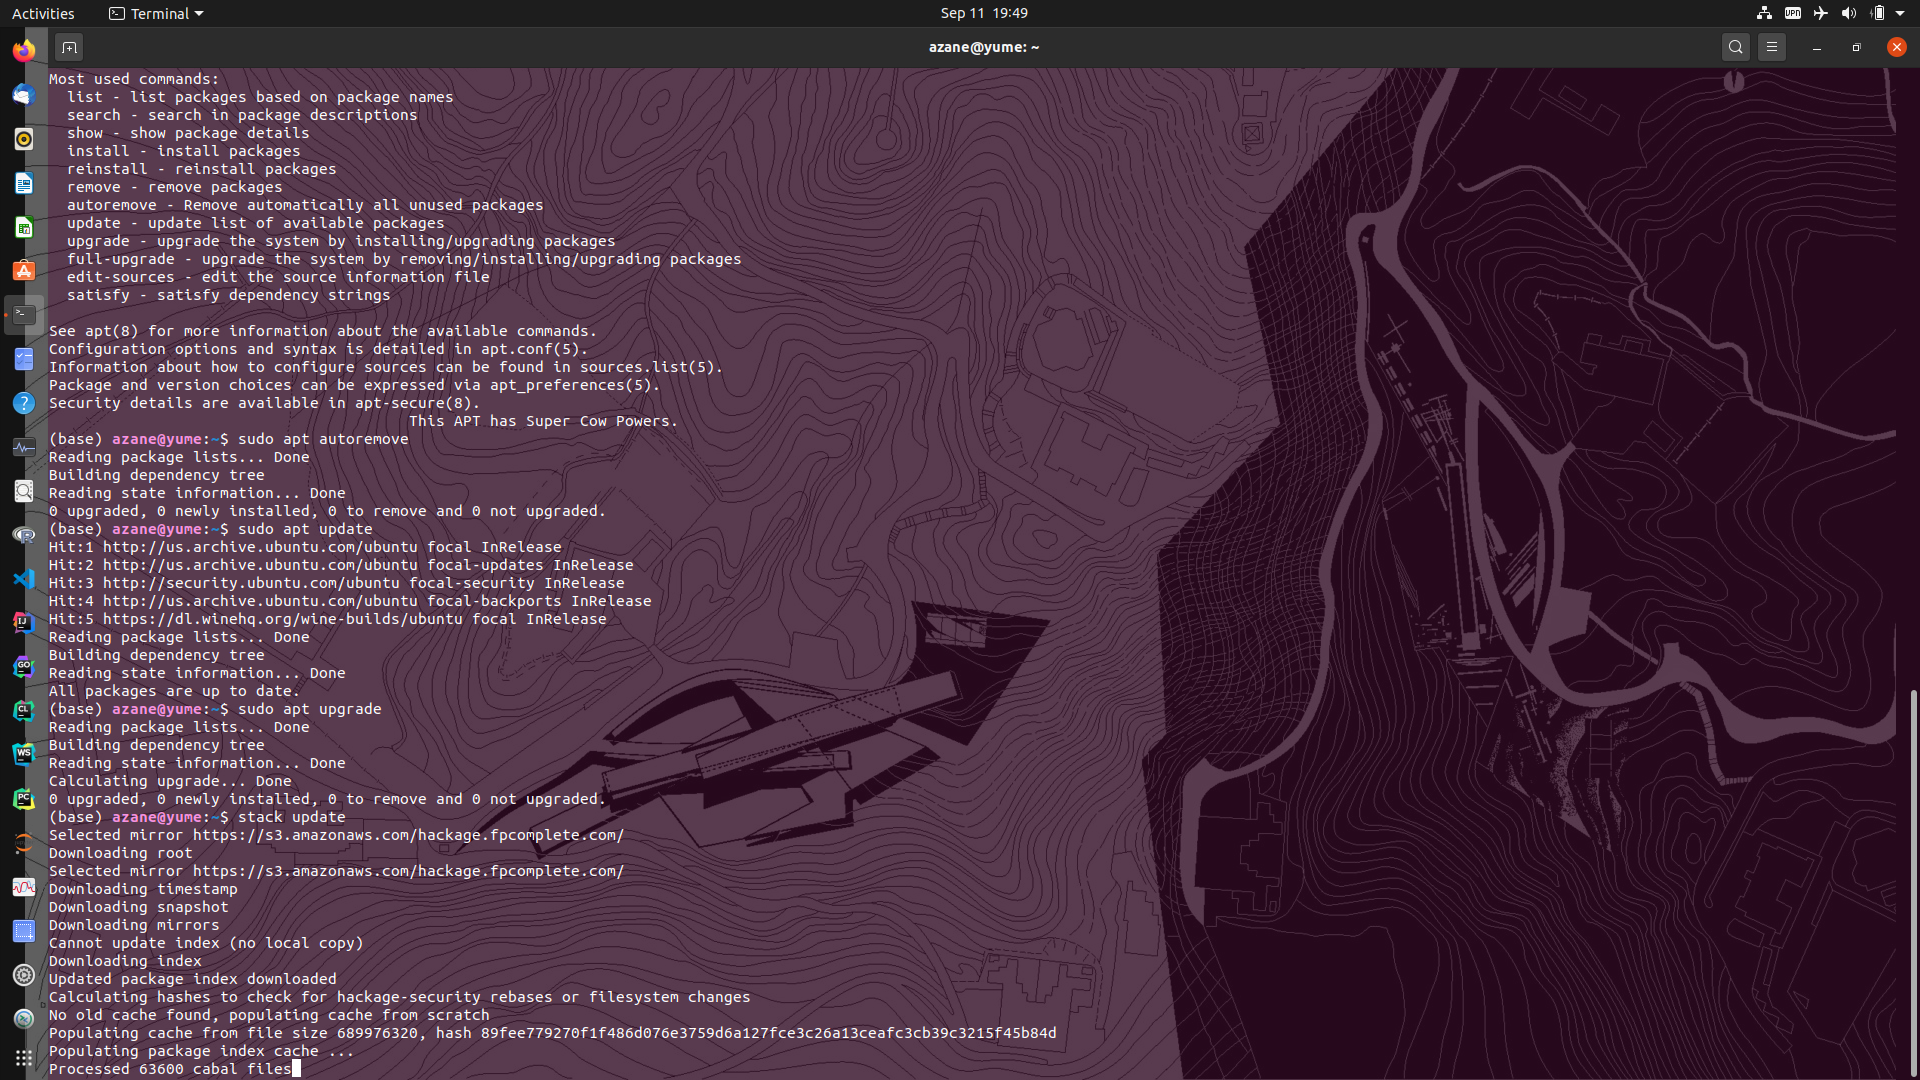 Activities Terminal Sep 11 19:49 VPN
azane@yume: ~
Most used commands:
list - list packages based on package names
search - search in package descriptions
show - show package details
install - install packages
reinstall - reinstall packages
remove - remove packages
autoremove - Remove automatically all unused packages
update - update list of available packages
upgrade - upgrade the system by installing/upgrading packages
full-upgrade - upgrade the system by removing/installing/upgrading packages
edit-sources - edit the source information file
satisfy - satisfy dependency strings
See apt(8) for more information about the available commands.
Configuration options and syntax is detailed in apt.conf(5).
Information about how to configure sources can be found in sources.list(5).
Package and version choices can be expressed via apt_preferences(5).
Security details are available in apt-secure(8).
This APT has Super Cow Powers.
(base) azane@yume:~$ sudo apt autoremove
Reading package lists... Done
Building dependency tree
Reading state information... Done
0 upgraded, 0 newly installed, 0 to remove and 0 not upgraded.
(base) azane@yume:~$ sudo apt update
Hit:1 http://us.archive.ubuntu.com/ubuntu focal InRelease
Hit:2 http://us.archive.ubuntu.com/ubuntu focal-updates InRelease
Hit:3 http://security.ubuntu.com/ubuntu focal-security InRelease
Hit:4 http://us.archive.ubuntu.com/ubuntu focal-backports InRelease
Hit:5 https://dl.winehq.org/wine-builds/ubuntu focal InRelease
Reading package lists... Done
Building dependency tree
Reading state information... Done
All packages are up to date.
(base) azane@yume:~$ sudo apt upgrade
Reading package lists... Done
Building dependency tree
Reading state information... Done
Calculating upgrade... Done
0 upgraded, 0 newly installed, 0 to remove and 0 not upgraded.
(base) azane@yume:~$ stack update
Selected mirror https://s3.amazonaws.com/hackage.fpcomplete.com/
Downloading root
Selected mirror https://s3.amazonaws.com/hackage.fpcomplete.com/
Downloading timestamp
Downloading snapshot
Downloading mirrors
Cannot update index (no local copy)
Downloading index
Updated package index downloaded
Calculating hashes to check for hackage-security rebases or filesystem changes
No old cache found, populating cache from scratch
Populating cache from file size 689976320, hash 89fee779270f1f486d076e3759d6a127fce3c26a13ceafc3cb39c3215f45b84d
Populating package index cache ...
Processed 63600 cabal files